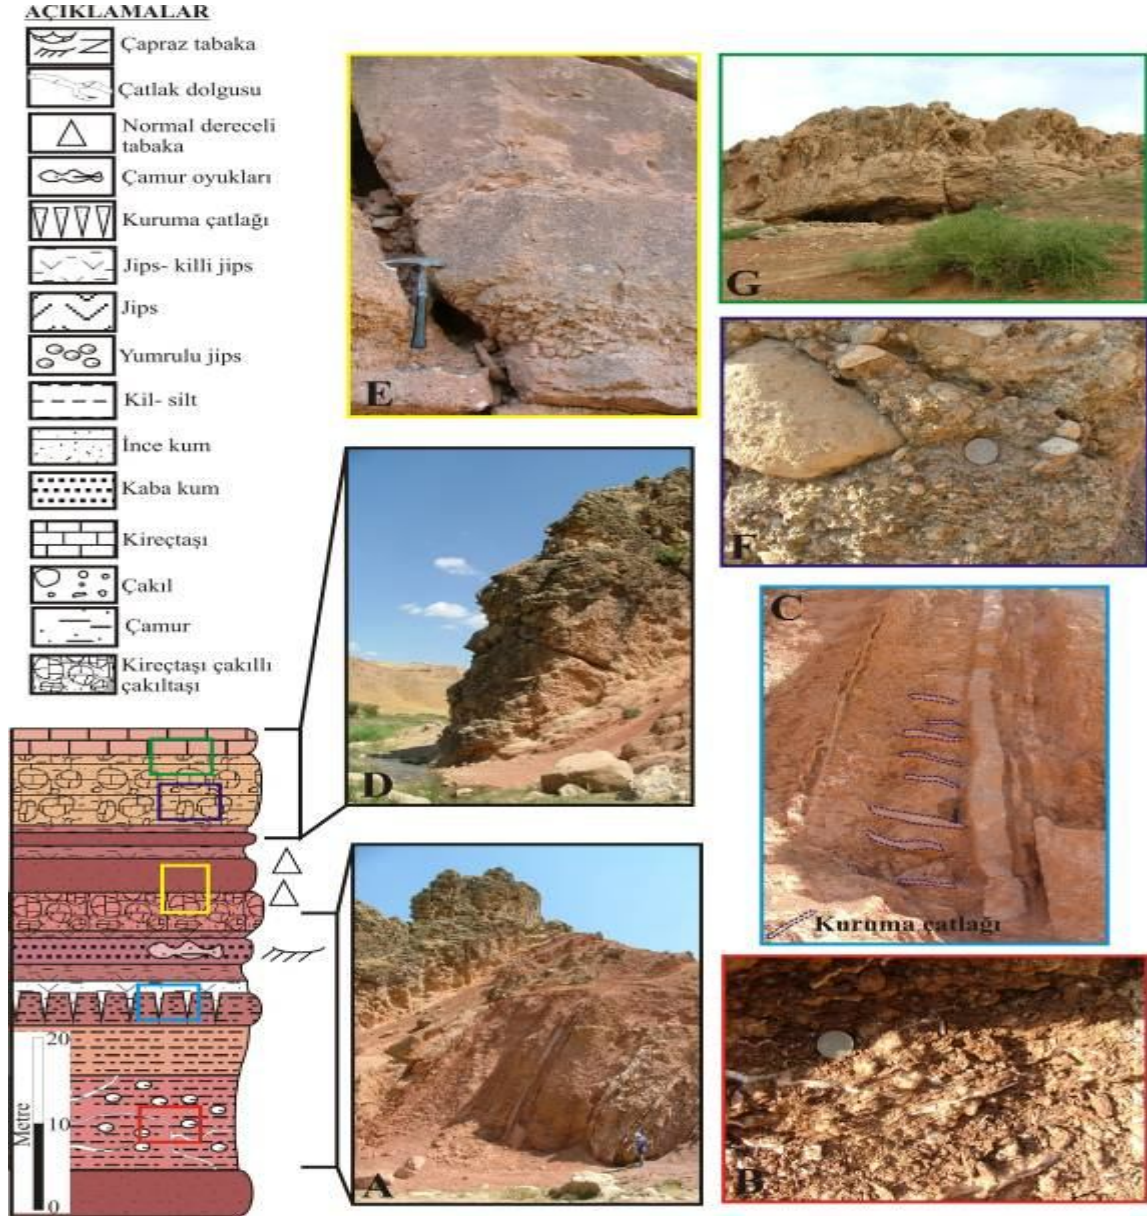 AÇIKLAMALAR
Çapraz tabaka
Çatlak dolgusu
Normal dereceli
tabaka
Çamur oyukları
Kuruma çatlağı
Jips- killi jips
Jips
Yumrulu jips
Kil- silt
İnce kum
Kaba kum
Kireçtaşı
Çakıl
Çamur
Kireçtaşı çakıllı
çakıltaşı
E
G
F
D
C
Kuruma çatlağı
A
B
20
10
0
Metre